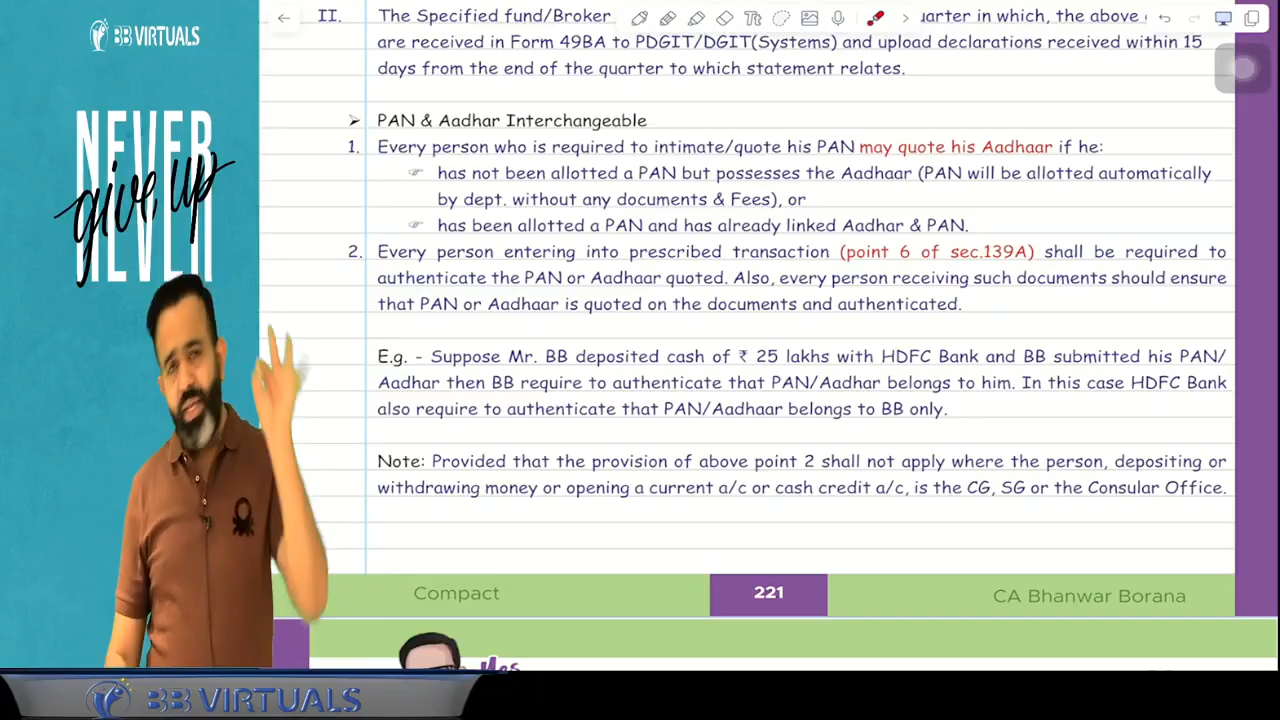 BB VIRTUALS
NEVER
give up
NEVER
II. The Specified fund/Broker uarter in which, the above
are received in Form 49BA to PDGIT/DGIT(Systems) and upload declarations received within 15
days from the end of the quarter to which statement relates.
➤ PAN & Aadhar Interchangeable
1. Every person who is required to intimate/quote his PAN may quote his Aadhaar if he:
☞ has not been allotted a PAN but possesses the Aadhaar (PAN will be allotted automatically
by dept. without any documents & Fees), or
☞ has been allotted a PAN and has already linked Aadhar & PAN.
2. Every person entering into prescribed transaction (point 6 of sec.139A) shall be required to
authenticate the PAN or Aadhaar quoted. Also, every person receiving such documents should ensure
that PAN or Aadhaar is quoted on the documents and authenticated.
E.g. - Suppose Mr. BB deposited cash of ₹ 25 lakhs with HDFC Bank and BB submitted his PAN/
Aadhar then BB require to authenticate that PAN/Aadhar belongs to him. In this case HDFC Bank
also require to authenticate that PAN/Aadhaar belongs to BB only.
Note: Provided that the provision of above point 2 shall not apply where the person, depositing or
withdrawing money or opening a current a/c or cash credit a/c, is the CG, SG or the Consular Office.
Compact 221 CA Bhanwar Borana
BB VIRTUALS